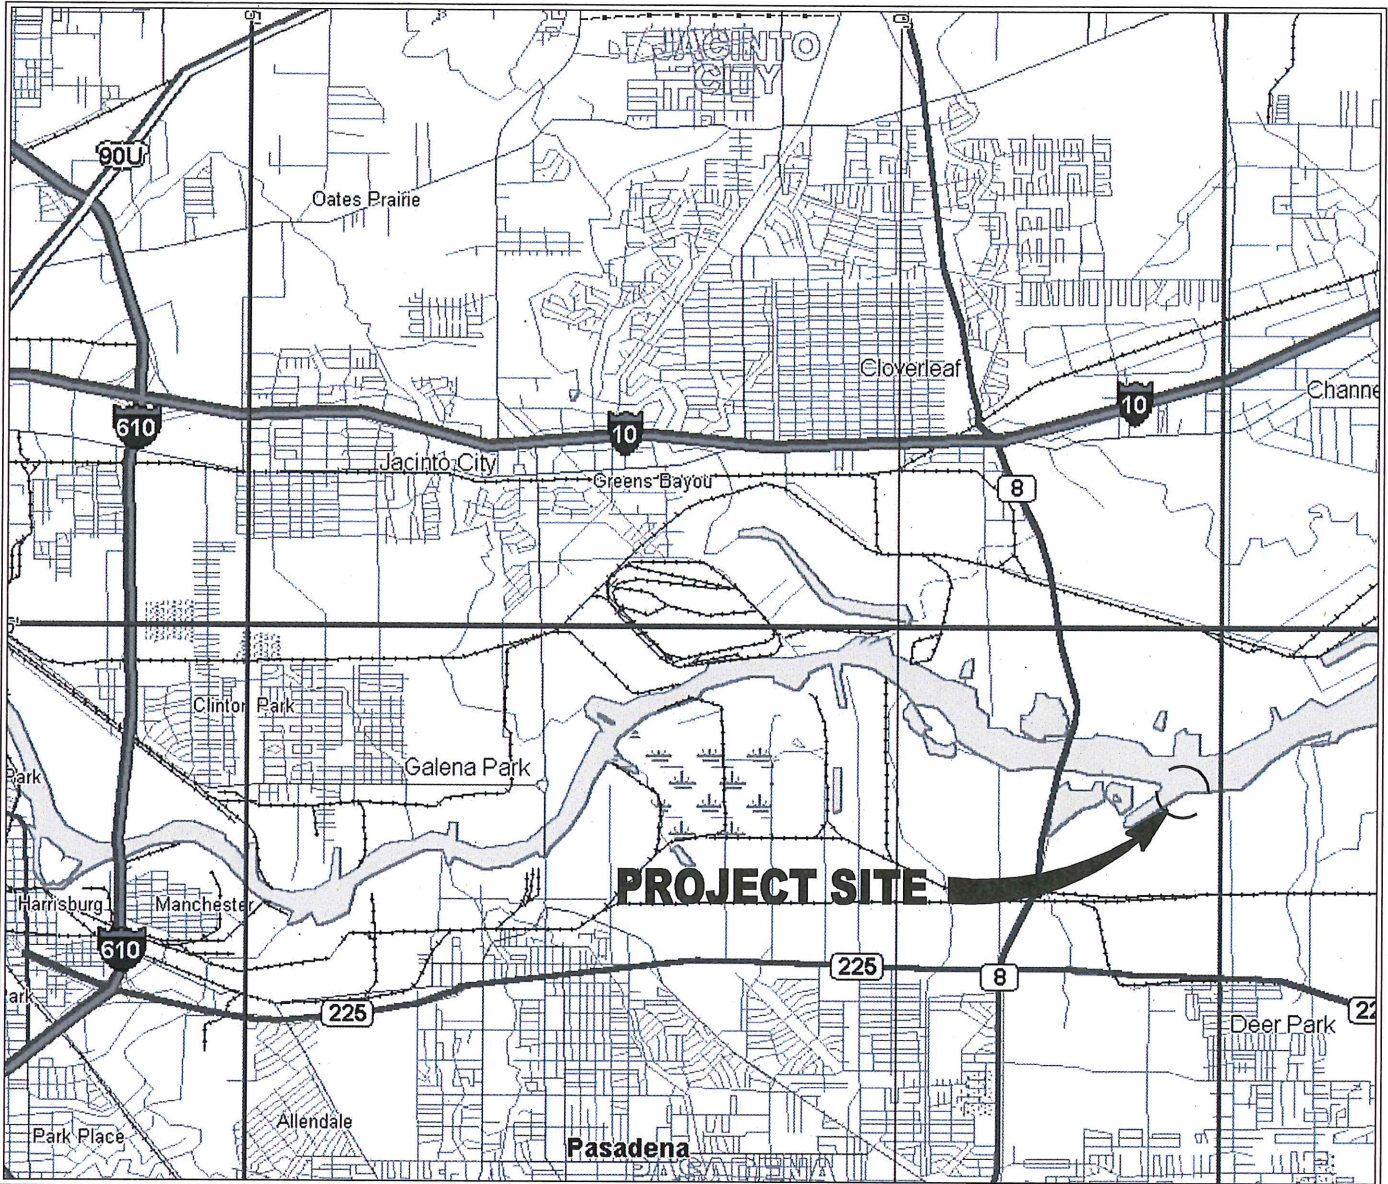 JACINTO
CITY
90U
Oates Prairie
Cloverleaf
10
Channe
610
10
Jacinto City
Greens Bayou
8
Clinton Park
Galena Park
Park
PROJECT SITE
Harrisburg
Manchester
610
225
8
ark
225
22
Deer Park
Allendale
Park Place
Pasadena
PASADENA